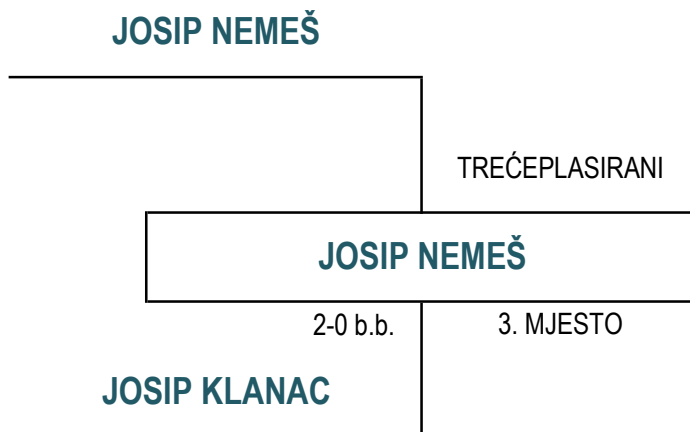 JOSIP NEMEŠ
TREĆEPLASIRANI
JOSIP NEMEŠ
2-0 b.b.
3. MJESTO
JOSIP KLANAC